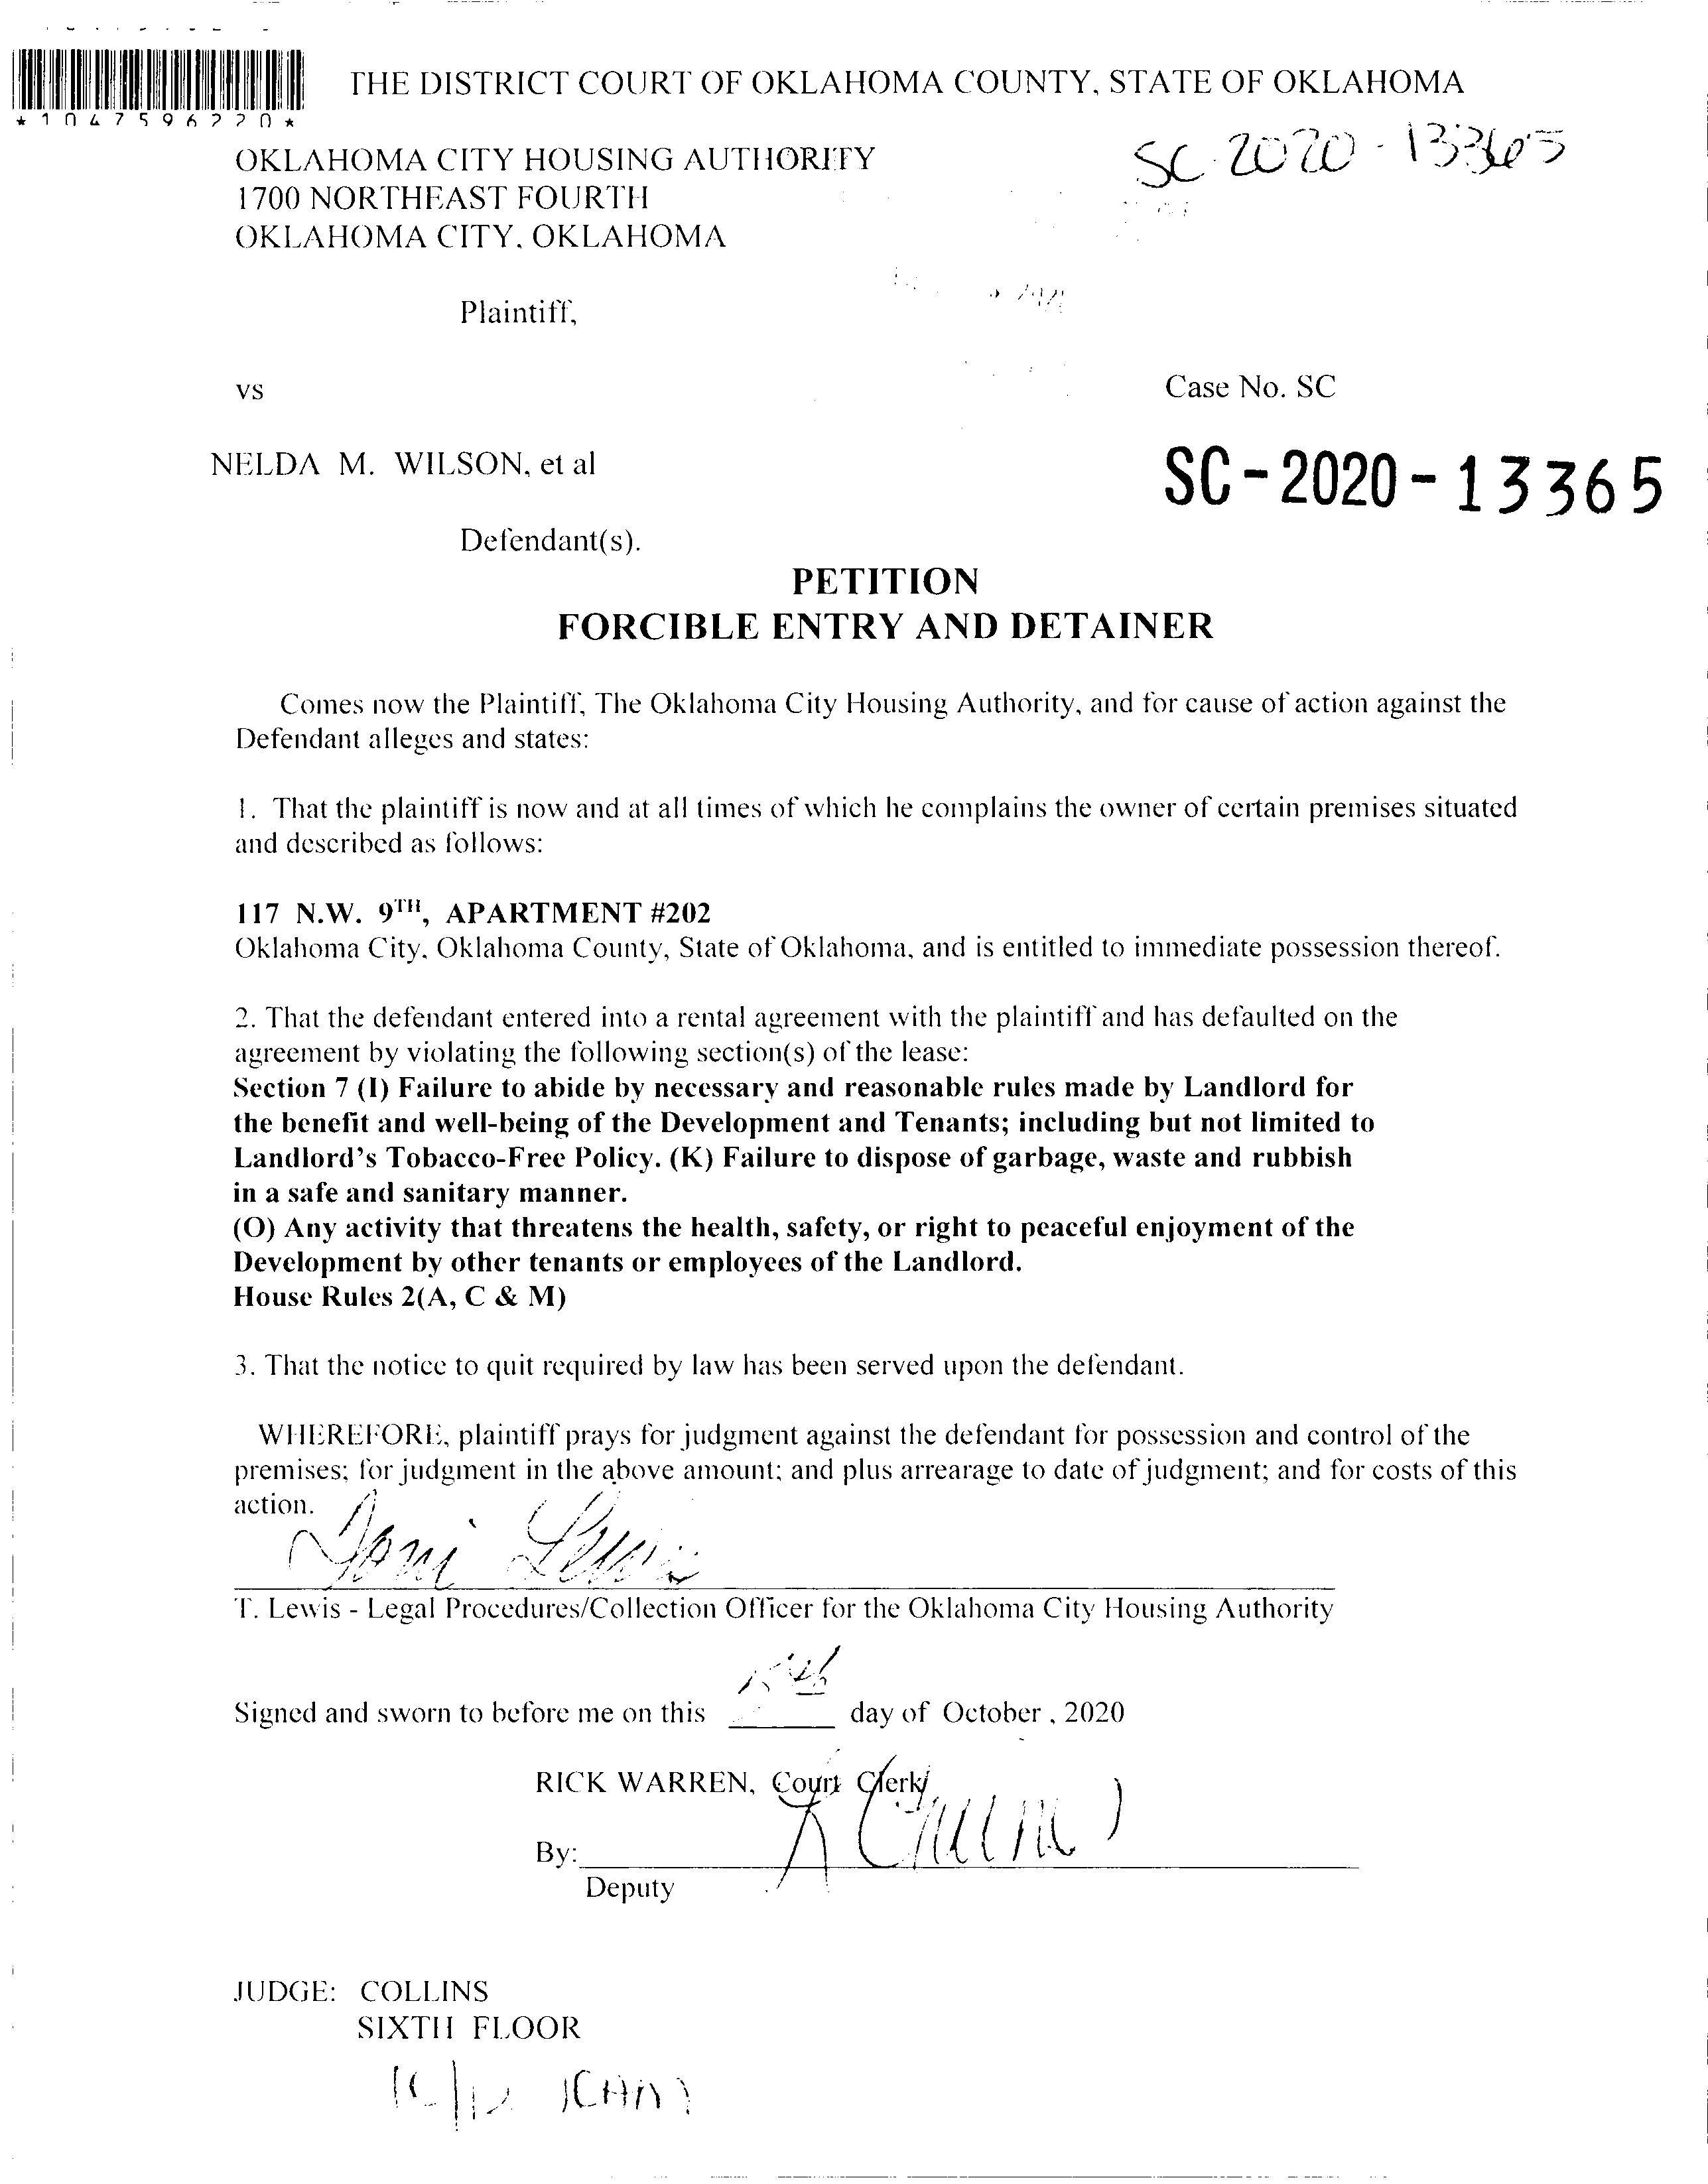 THE DISTRICT COURT OF OKLAHOMA COUNTY, STATE OF OKLAHOMA
*1047596220*
OKLAHOMA CITY HOUSING AUTHORITY
SC-2020-13365
1700 NORTHEAST FOURTH
OKLAHOMA CITY, OKLAHOMA
Plaintiff,
vs
Case No. SC
NELDA M. WILSON, et al
SC-2020-13365
Defendant(s).
PETITION
FORCIBLE ENTRY AND DETAINER
Comes now the Plaintiff, The Oklahoma City Housing Authority, and for cause of action against the
Defendant alleges and states:
1. That the plaintiff is now and at all times of which he complains the owner of certain premises situated
and described as follows:
117 N.W. 9TH, APARTMENT #202
Oklahoma City, Oklahoma County, State of Oklahoma, and is entitled to immediate possession thereof.
2. That the defendant entered into a rental agreement with the plaintiff and has defaulted on the
agreement by violating the following section(s) of the lease:
Section 7 (I) Failure to abide by necessary and reasonable rules made by Landlord for
the benefit and well-being of the Development and Tenants; including but not limited to
Landlord's Tobacco-Free Policy. (K) Failure to dispose of garbage, waste and rubbish
in a safe and sanitary manner.
(O) Any activity that threatens the health, safety, or right to peaceful enjoyment of the
Development by other tenants or employees of the Landlord.
House Rules 2(A, C & M)
3. That the notice to quit required by law has been served upon the defendant.
WHEREFORE, plaintiff prays for judgment against the defendant for possession and control of the
premises; for judgment in the above amount; and plus arrearage to date of judgment; and for costs of this
action.
Toni Lewis
T. Lewis - Legal Procedures/Collection Officer for the Oklahoma City Housing Authority
Signed and sworn to before me on this day of October , 2020
RICK WARREN, Court Clerk
By:
Deputy
JUDGE: COLLINS
SIXTH FLOOR